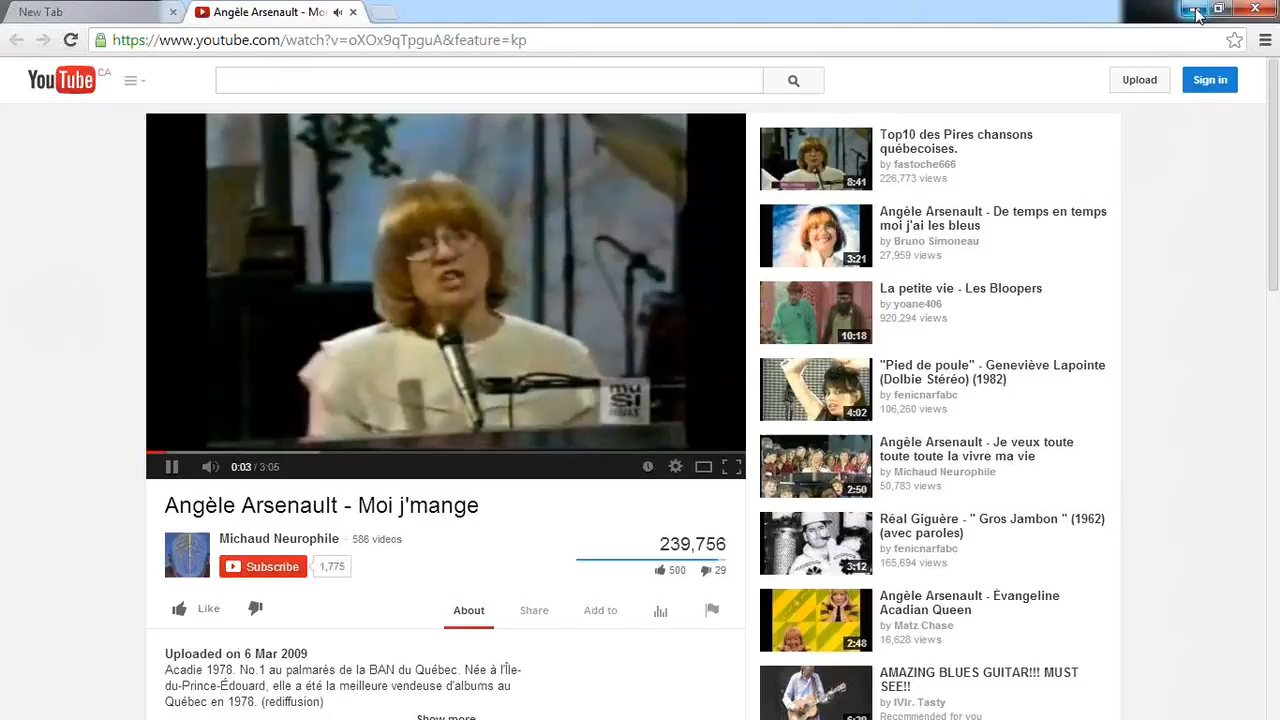 New Tab
Angèle Arsenault - Mo
https://www.youtube.com/watch?v=oXOx9qTpguA&feature=kp
YouTube CA
Upload
Sign in
mu
si
max
0:03 / 3:05
Angèle Arsenault - Moi j'mange
Michaud Neurophile · 586 videos
Subscribe
1,775
239,756
500
29
Like
About
Share
Add to
Uploaded on 6 Mar 2009
Acadie 1978. No.1 au palmarès de la BAN du Québec. Née à l'Île-
du-Prince-Édouard, elle a été la meilleure vendeuse d'albums au
Québec en 1978. (rediffusion)
Show more
8:41
Top10 des Pires chansons
québecoises.
by fastoche666
226,773 views
3:21
Angèle Arsenault - De temps en temps
moi j'ai les bleus
by Bruno Simoneau
27,959 views
10:18
La petite vie - Les Bloopers
by yoane406
920,294 views
4:02
"Pied de poule" - Geneviève Lapointe
(Dolbie Stéréo) (1982)
by fenicnarfabc
106,260 views
2:50
Angèle Arsenault - Je veux toute
toute toute la vivre ma vie
by Michaud Neurophile
50,783 views
3:12
Réal Giguère - " Gros Jambon " (1962)
(avec paroles)
by fenicnarfabc
165,694 views
2:48
Angèle Arsenault - Évangeline
Acadian Queen
by Matz Chase
16,628 views
AMAZING BLUES GUITAR!!! MUST
SEE!!
by IVIr. Tasty
Recommended for you